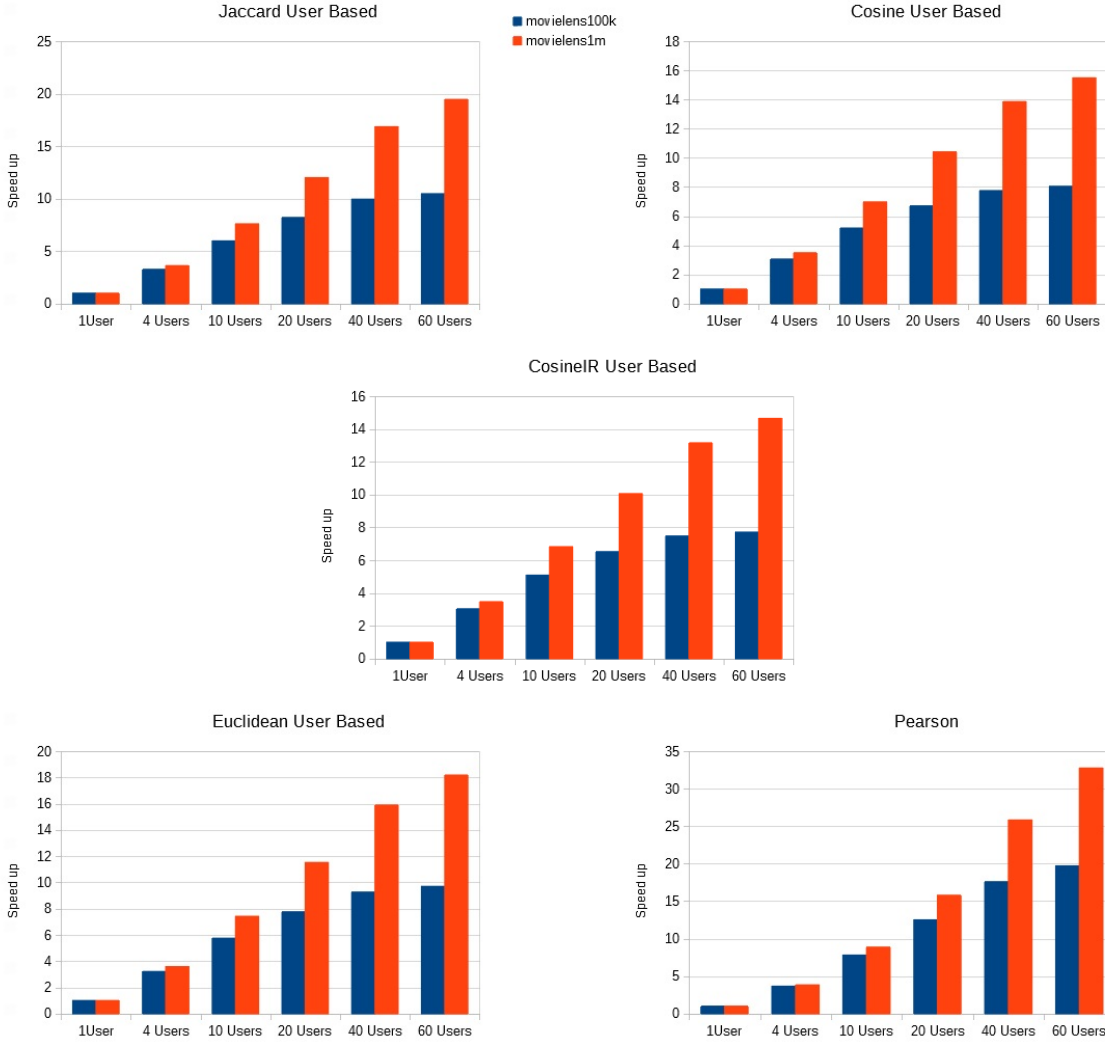 Jaccard User Based
movielens100k
movielens1m
Cosine User Based
25
20
15
10
5
0
Speed up
1User 4 Users 10 Users 20 Users 40 Users 60 Users
18
16
14
12
10
8
6
4
2
0
Speed up
1User 4 Users 10 Users 20 Users 40 Users 60 Users
CosineIR User Based
16
14
12
10
8
6
4
2
0
Speed up
1User 4 Users 10 Users 20 Users 40 Users 60 Users
Euclidean User Based
20
18
16
14
12
10
8
6
4
2
0
Speed up
1User 4 Users 10 Users 20 Users 40 Users 60 Users
Pearson
35
30
25
20
15
10
5
0
Speed up
1User 4 Users 10 Users 20 Users 40 Users 60 Users